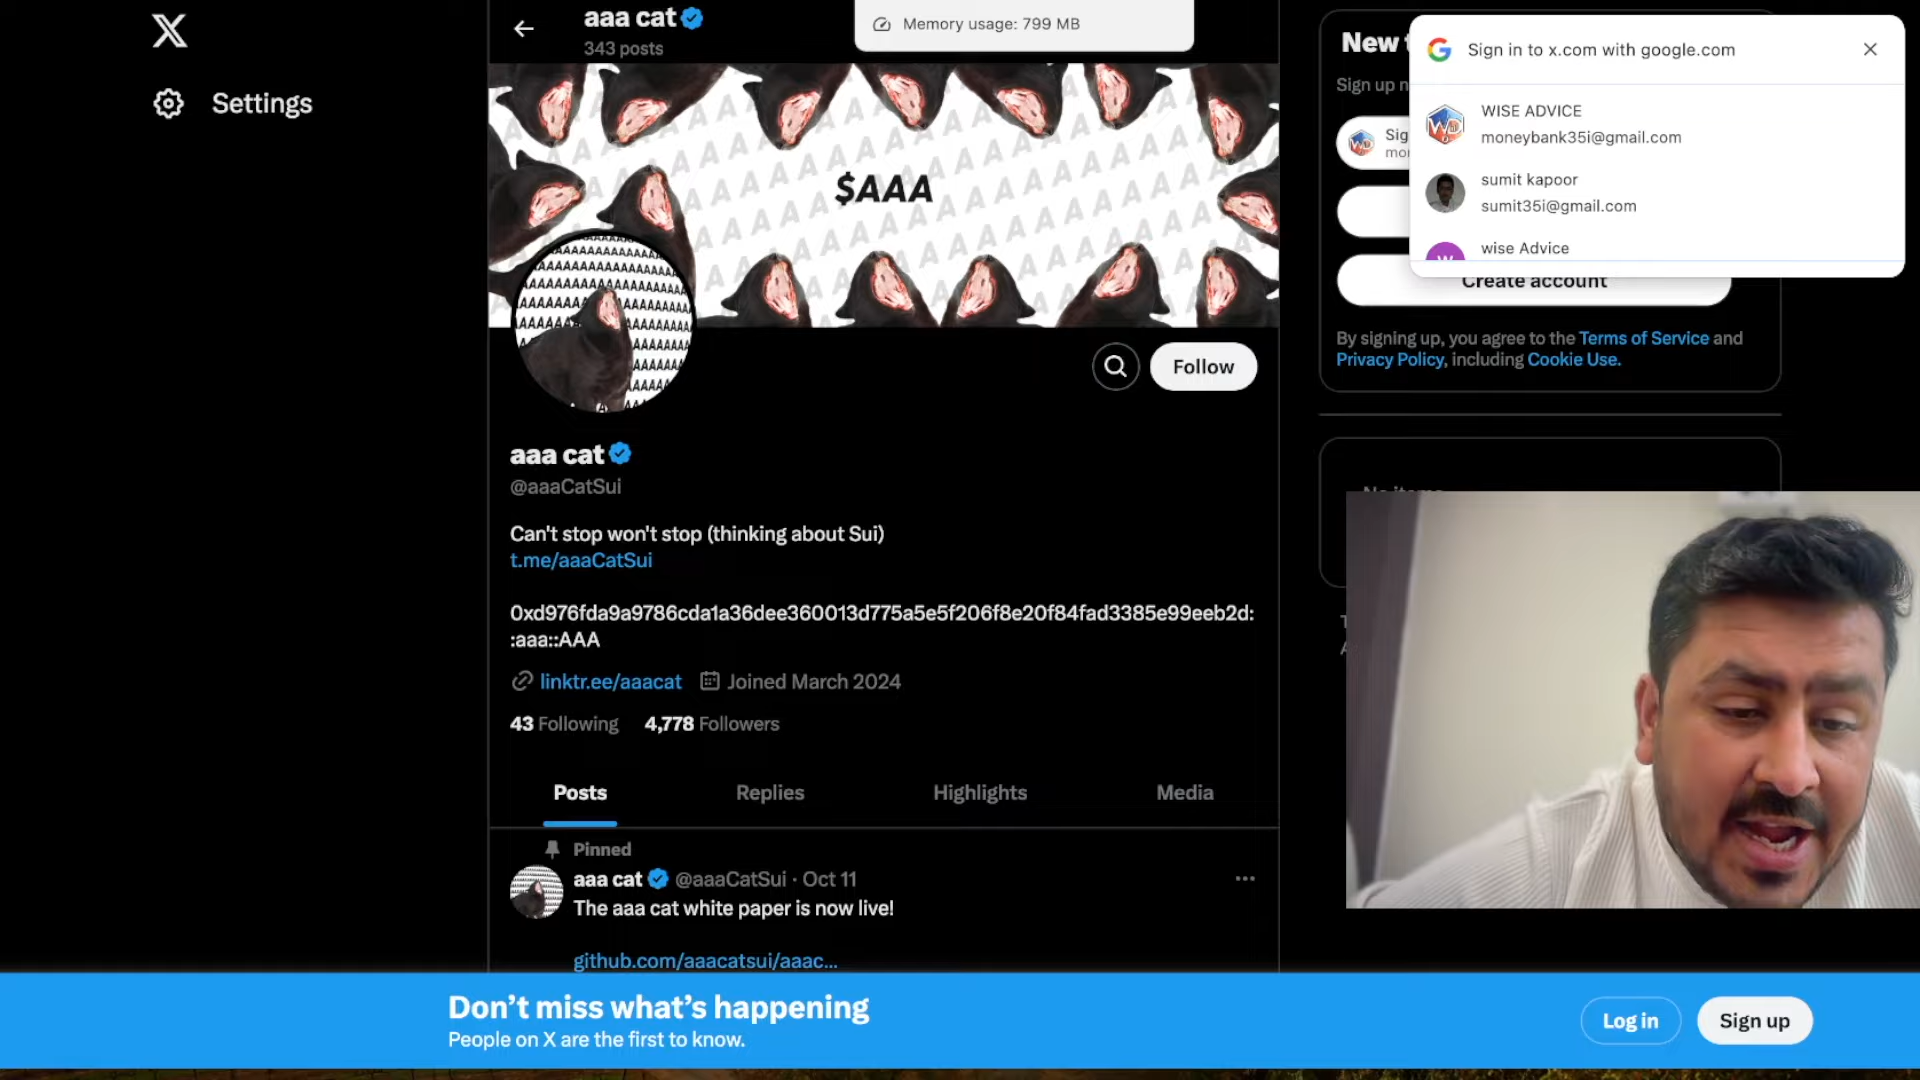 aaa cat
343 posts
Memory usage: 799 MB
Settings
$AAA
Follow
aaa cat
@aaaCatSui
Can't stop won't stop (thinking about Sui)
t.me/aaaCatSui
0xd976fda9a9786cda1a36dee360013d775a5e5f206f8e20f84fad3385e99eeb2d:
:aaa::AAA
linktr.ee/aaacat Joined March 2024
43 Following 4,778 Followers
Posts Replies Highlights Media
Pinned
aaa cat @aaaCatSui · Oct 11
The aaa cat white paper is now live!
github.com/aaacatsui/aaac...
New
Sign up
Sign in to x.com with google.com
WISE ADVICE
moneybank35i@gmail.com
sumit kapoor
sumit35i@gmail.com
wise Advice
Create account
By signing up, you agree to the Terms of Service and
Privacy Policy, including Cookie Use.
Don't miss what's happening
People on X are the first to know.
Log in
Sign up